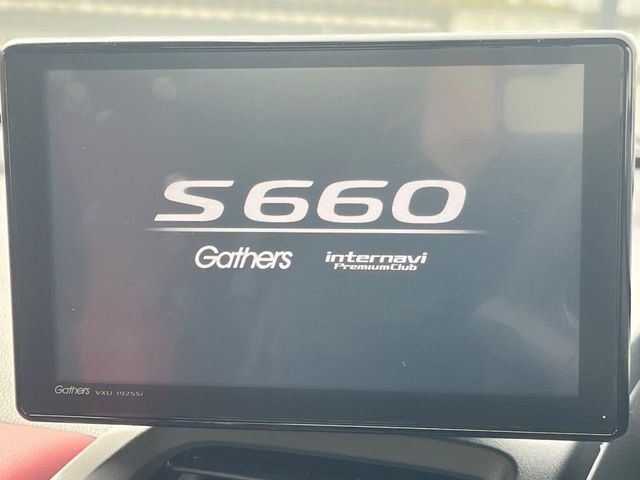 S660
Gathers internavi
PremiumClub
Gathers VXU-192SSi